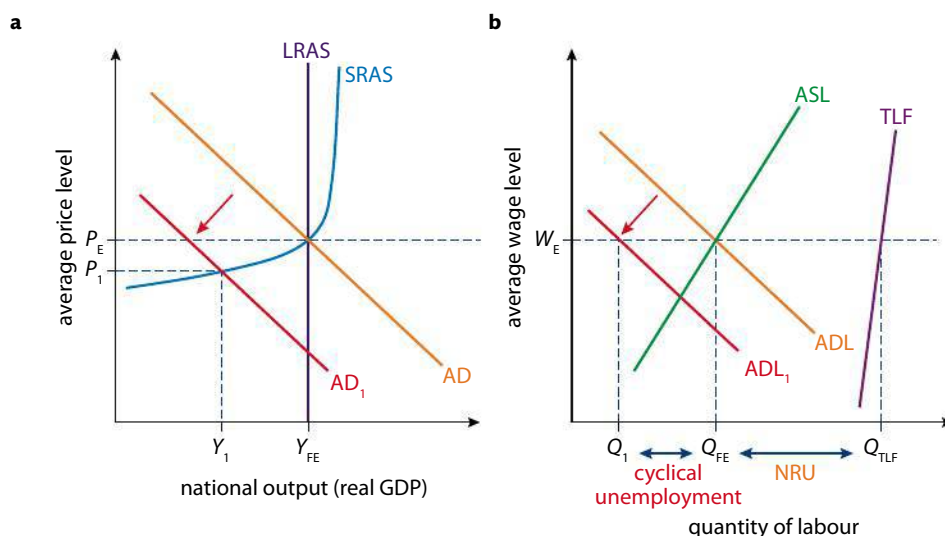 a
LRAS
SRAS
average price level
P_E
P_1
AD_1
AD
Y_1
Y_FE
national output (real GDP)
b
ASL
TLF
average wage level
W_E
ADL
ADL_1
Q_1
Q_FE
Q_TLF
cyclical
unemployment
NRU
quantity of labour